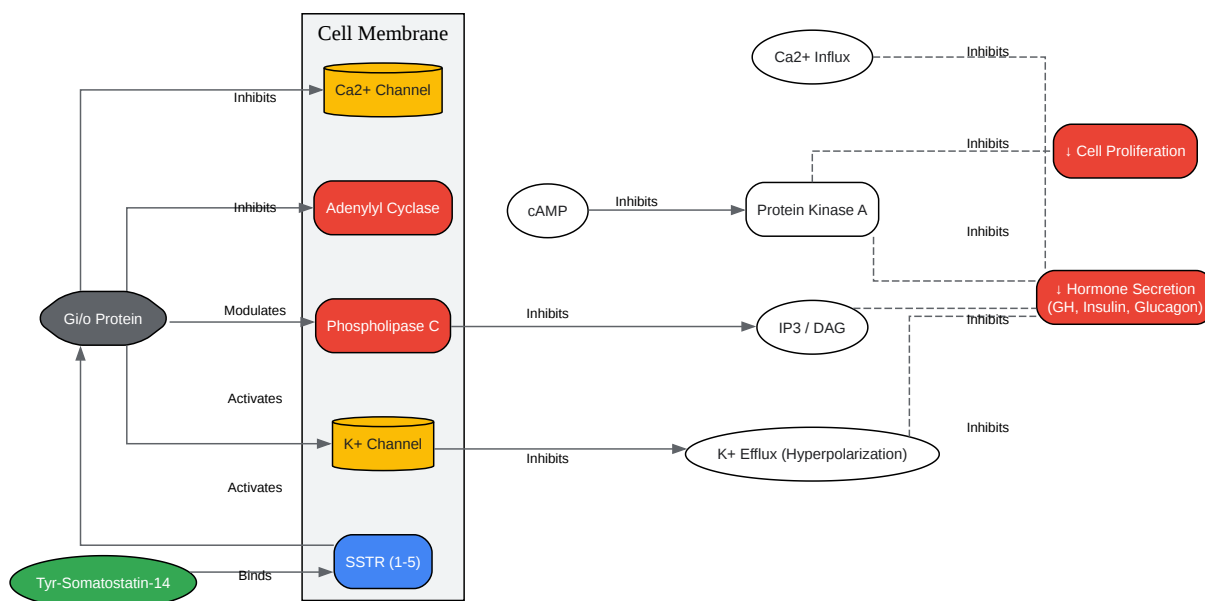 Cell Membrane
Ca2+ Influx
Inhibits
Ca2+ Channel
Inhibits
Inhibits
↓ Cell Proliferation
Adenylyl Cyclase
Inhibits
cAMP
Inhibits
Protein Kinase A
Inhibits
Gi/o Protein
Modulates
Phospholipase C
Inhibits
IP3 / DAG
↓ Hormone Secretion
(GH, Insulin, Glucagon)
Inhibits
Activates
K+ Channel
Inhibits
K+ Efflux (Hyperpolarization)
Inhibits
Activates
SSTR (1-5)
Tyr-Somatostatin-14
Binds